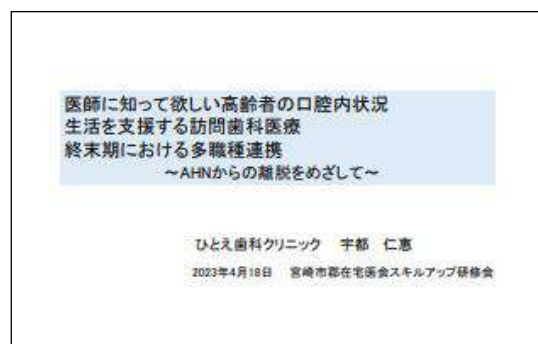 医師に知って欲しい高齢者の口腔内状況
生活を支援する訪問歯科医療
終末期における多職種連携
～AHNからの離脱をめざして～
ひとえ歯科クリニック　宇都　仁恵
2023年4月18日　宮崎市郡在宅医会スキルアップ研修会